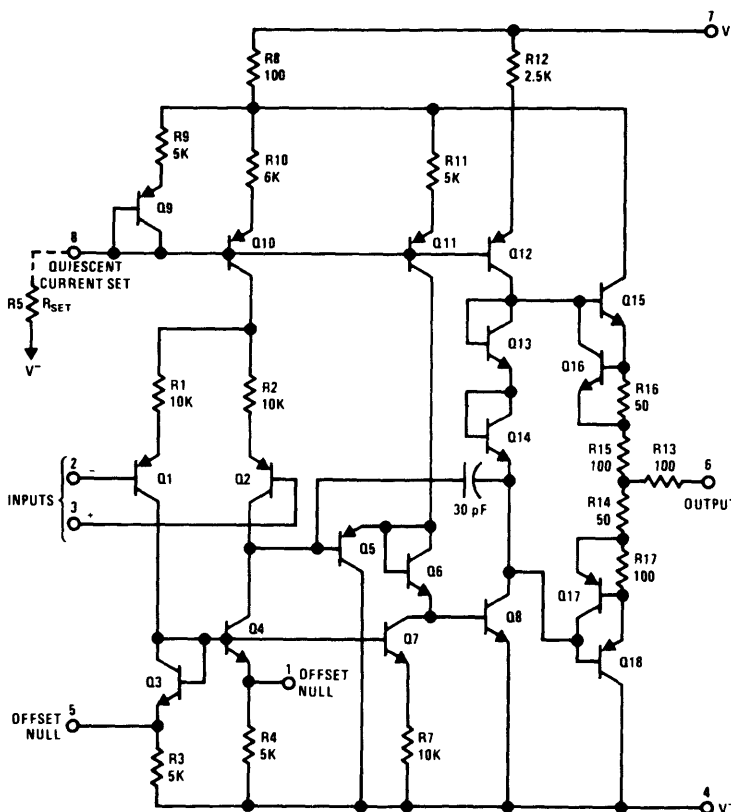 7
V
R8
100
R12
2.5K
R9
5K
R10
6K
R11
5K
Q9
8
Q10
Q11
Q12
QUIESCENT
CURRENT SET
R5
RSET
V−
Q15
Q13
Q16
R16
50
R1
10K
R2
10K
Q14
R15
100
R13
100
6
OUTPUT
2
−
INPUTS
3
+
Q1
Q2
30 pF
R14
50
Q5
Q6
R17
100
Q17
Q4
Q7
Q8
Q18
Q3
1
OFFSET
NULL
5
OFFSET
NULL
R3
5K
R4
5K
R7
10K
4
V−